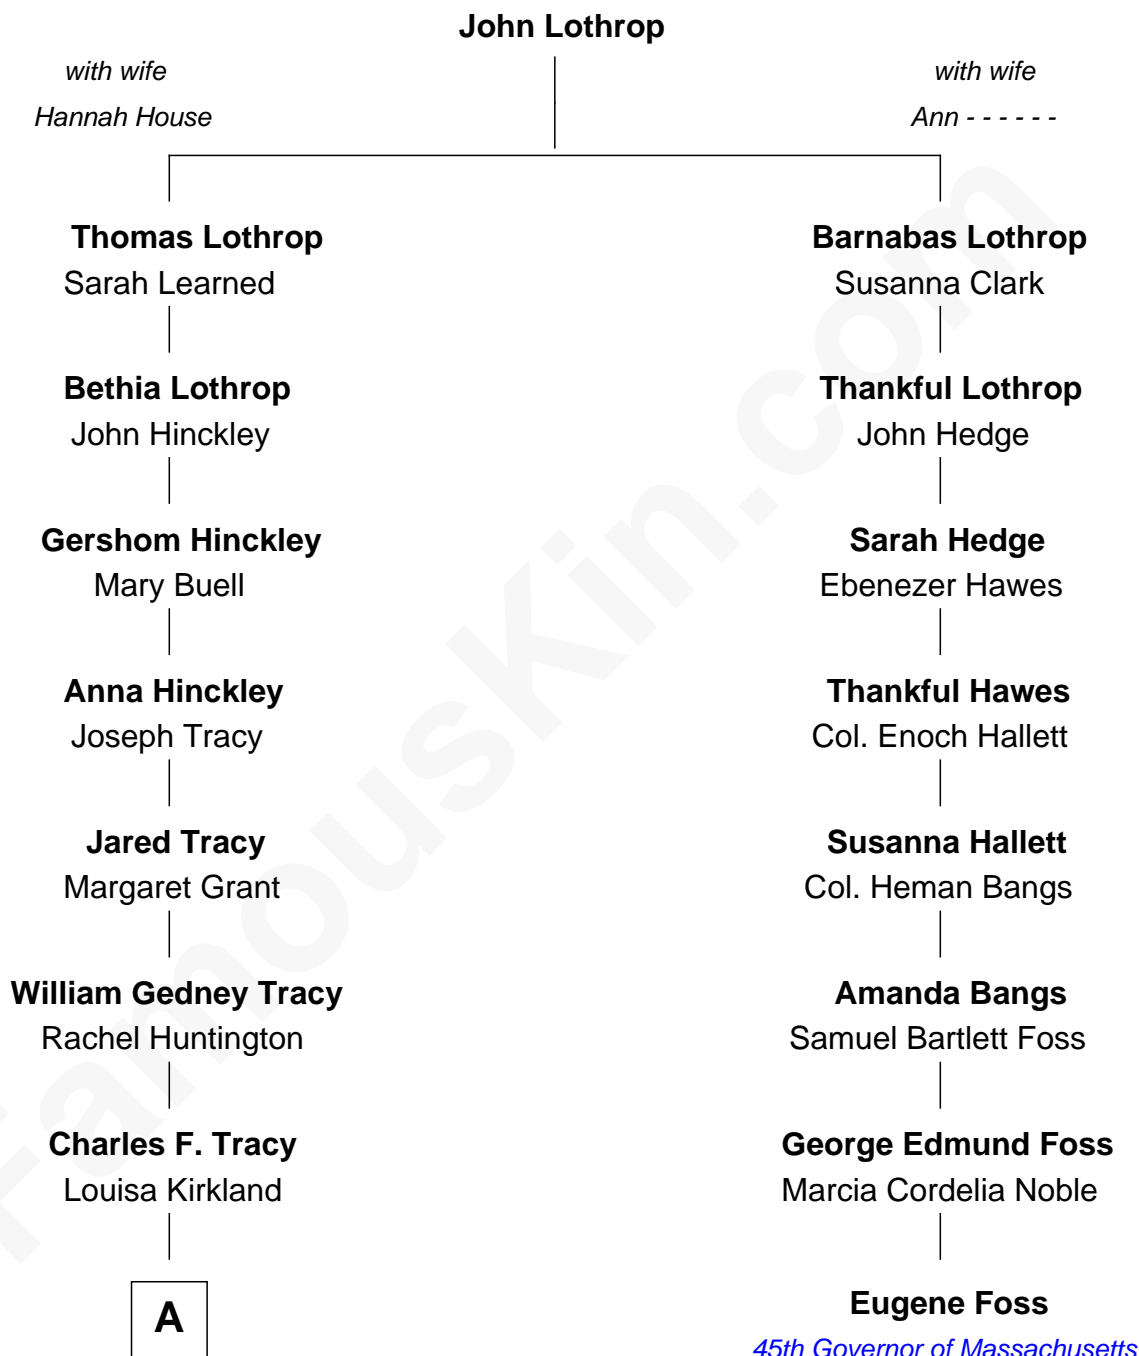 John Lothrop
with wife
Hannah House
with wife
Ann - - - - - -
Thomas Lothrop
Sarah Learned
Barnabas Lothrop
Susanna Clark
Bethia Lothrop
John Hinckley
Thankful Lothrop
John Hedge
Gershom Hinckley
Mary Buell
Sarah Hedge
Ebenezer Hawes
Anna Hinckley
Joseph Tracy
Thankful Hawes
Col. Enoch Hallett
Jared Tracy
Margaret Grant
Susanna Hallett
Col. Heman Bangs
William Gedney Tracy
Rachel Huntington
Amanda Bangs
Samuel Bartlett Foss
Charles F. Tracy
Louisa Kirkland
George Edmund Foss
Marcia Cordelia Noble
A
Eugene Foss
45th Governor of Massachusetts
FamousKin.com